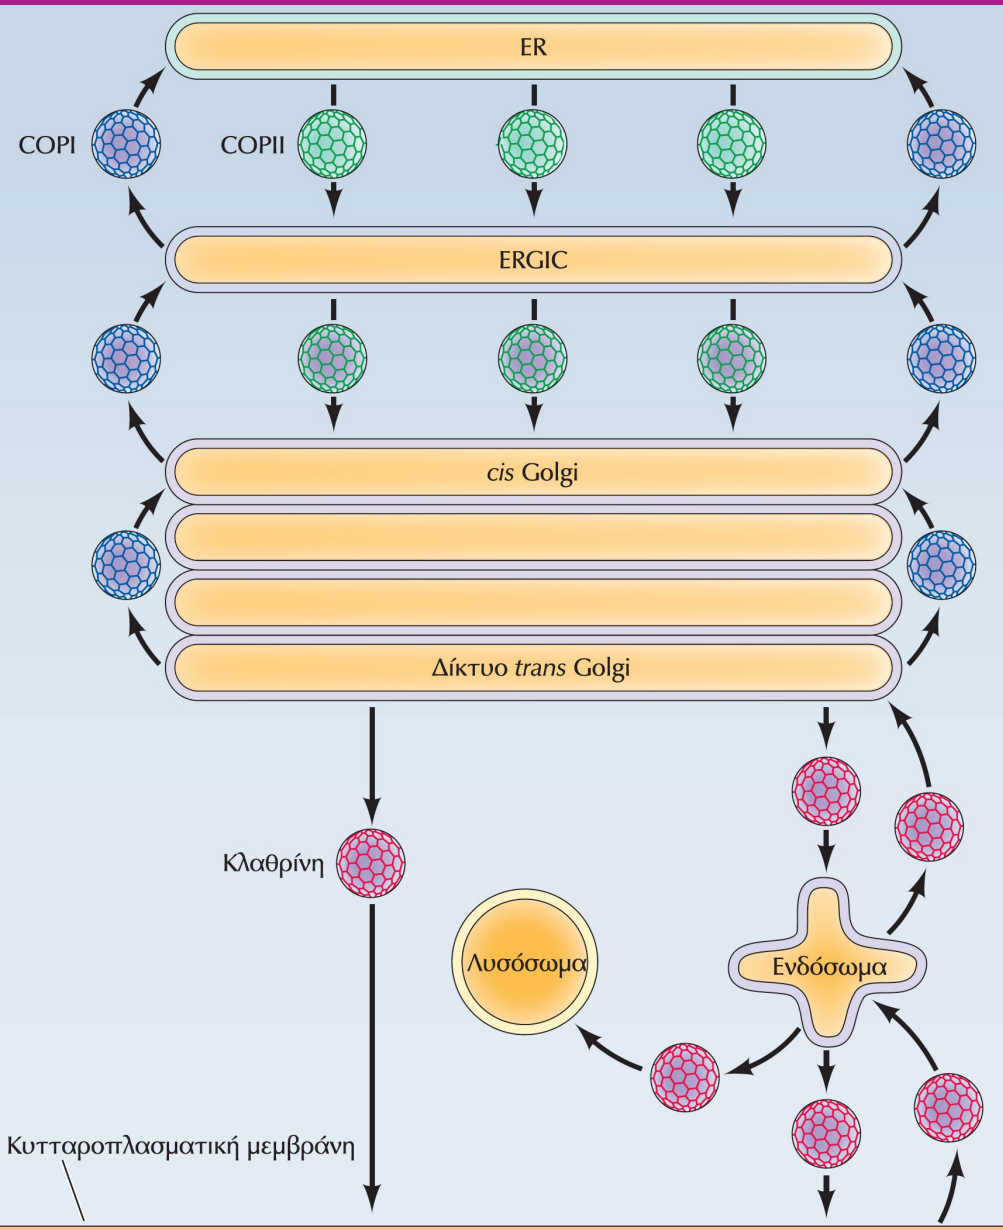 ER
COPI
COPII
ERGIC
cis Golgi
Δίκτυο trans Golgi
Κλαθρίνη
Λυσόσωμα
Ενδόσωμα
Κυτταροπλασματική μεμβράνη